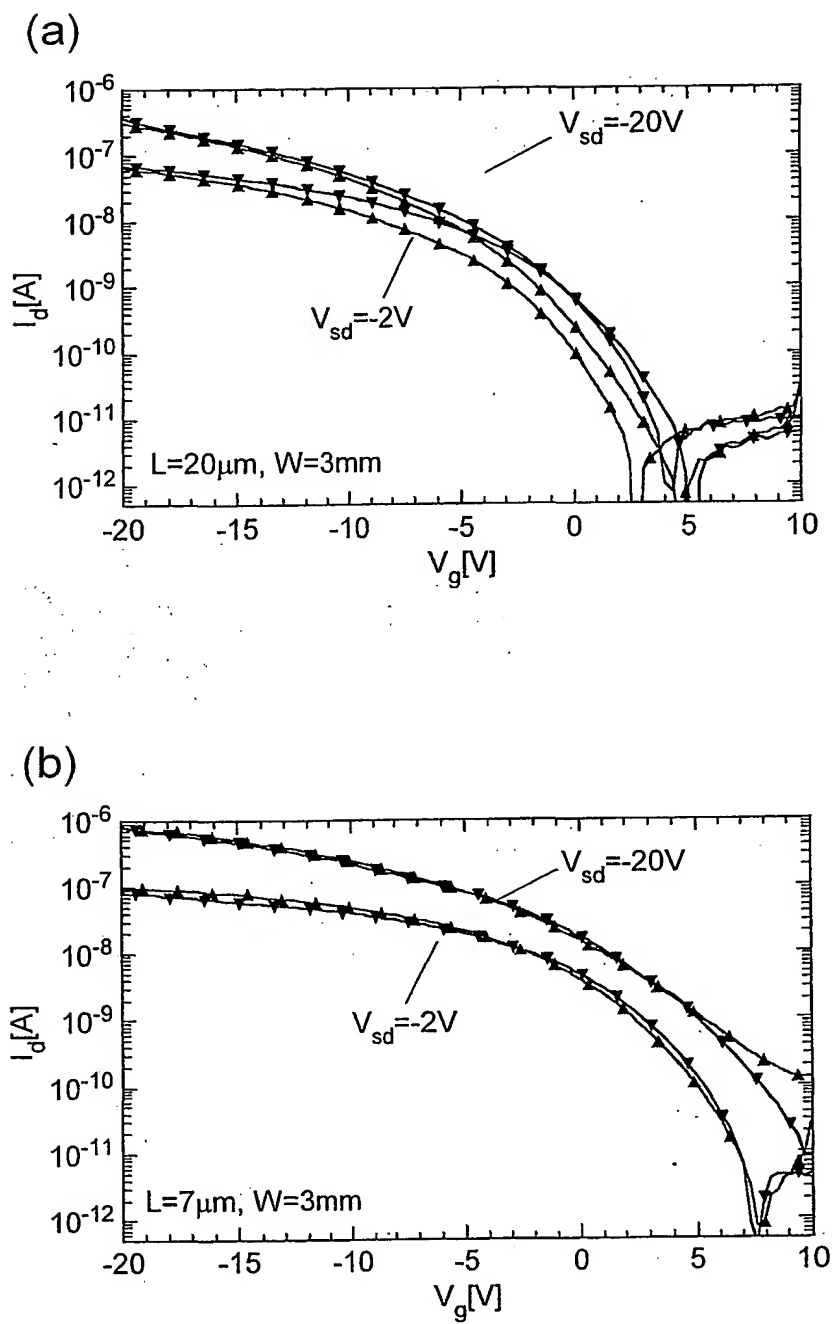 (a)
10⁻⁶
10⁻⁷
10⁻⁸
10⁻⁹
10⁻¹⁰
10⁻¹¹
10⁻¹²
I_d[A]
V_sd=-20V
V_sd=-2V
L=20μm, W=3mm
-20 -15 -10 -5 0 5 10
V_g[V]
(b)
10⁻⁶
10⁻⁷
10⁻⁸
10⁻⁹
10⁻¹⁰
10⁻¹¹
10⁻¹²
I_d[A]
V_sd=-20V
V_sd=-2V
L=7μm, W=3mm
-20 -15 -10 -5 0 5 10
V_g[V]